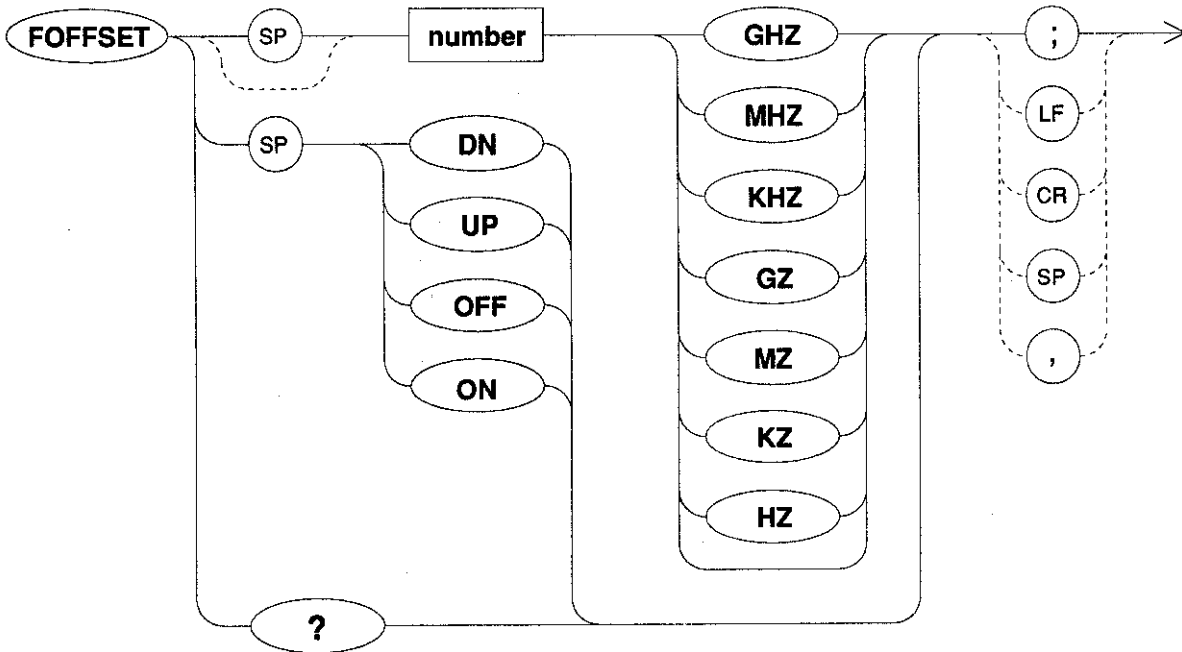 FOFFSET SP number GHZ ;
MHZ LF
SP DN KHZ CR
UP GZ SP
OFF MZ ,
ON KZ
HZ
?